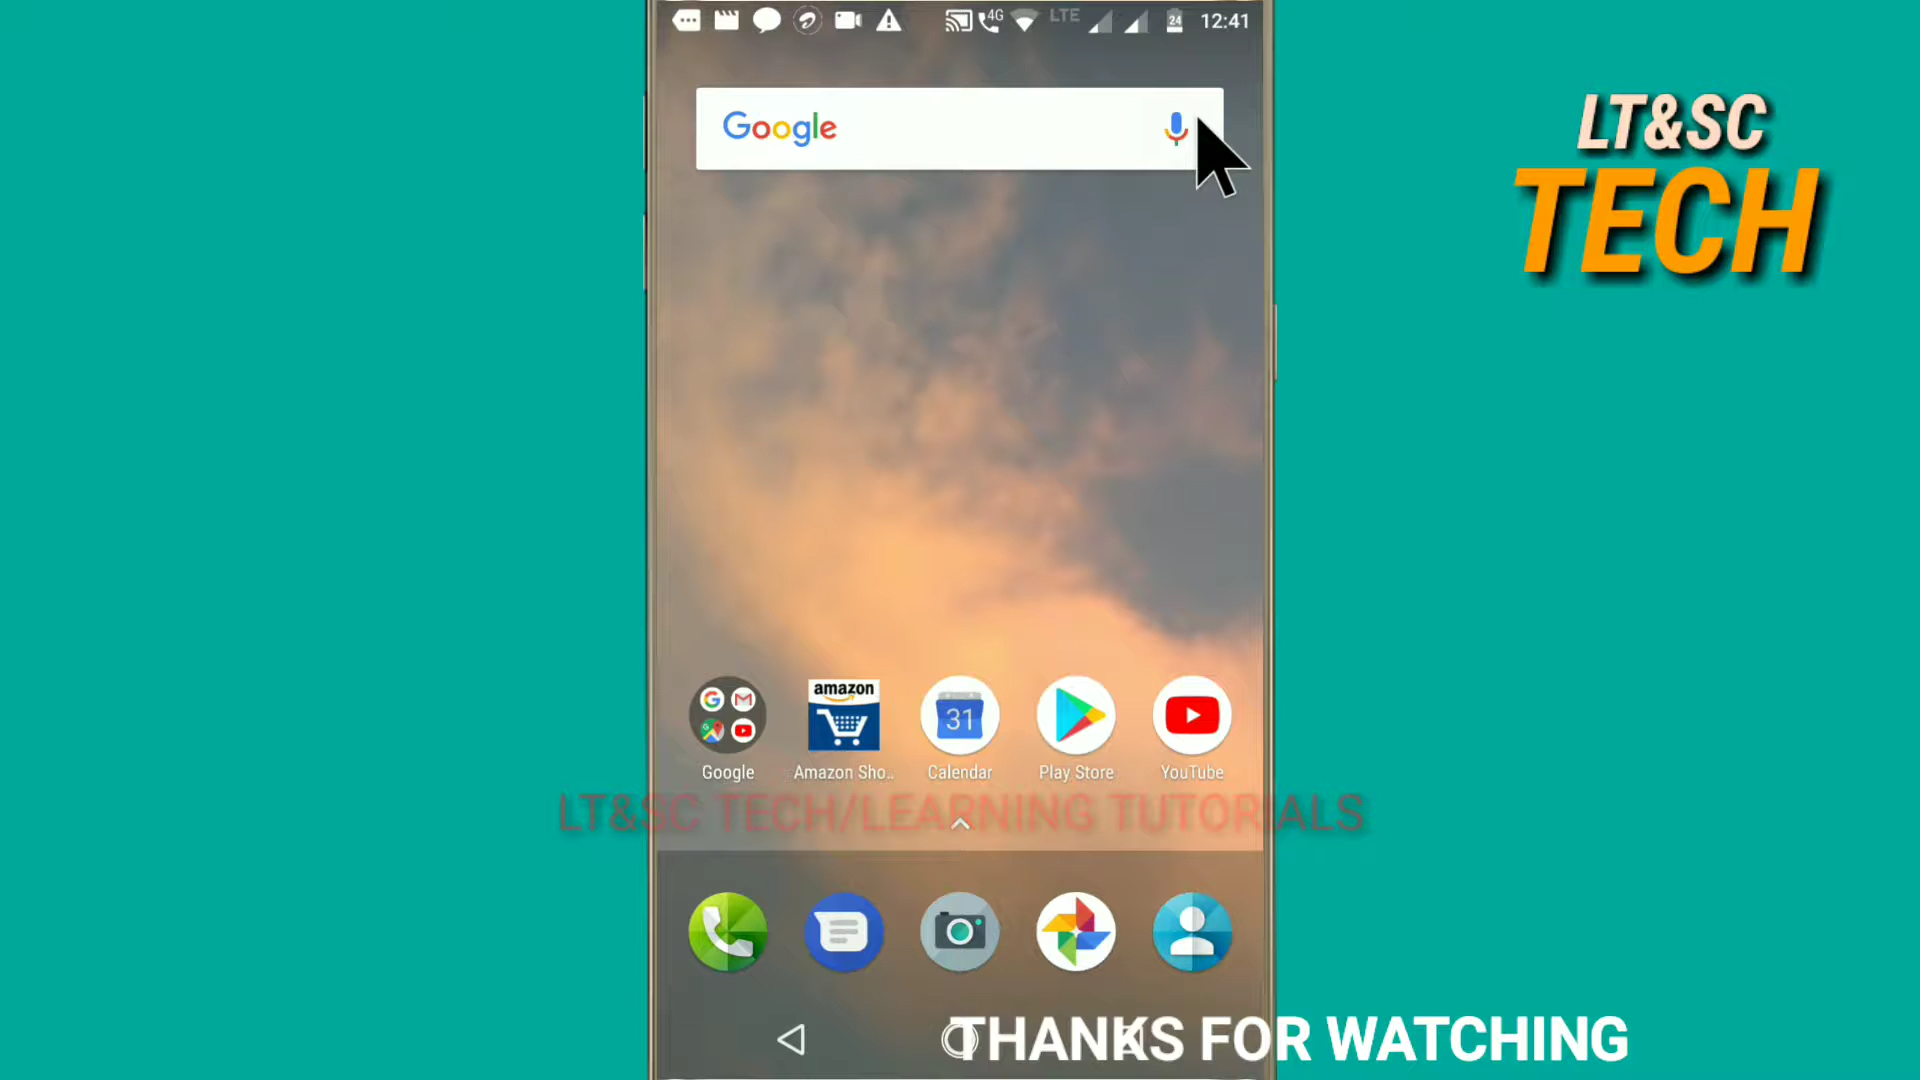 4G LTE 24 12:41
Google
LT&SC
TECH
amazon
31
Google Amazon Sho.. Calendar Play Store YouTube
LT&SC TECH/LEARNING TUTORIALS
THANKS FOR WATCHING